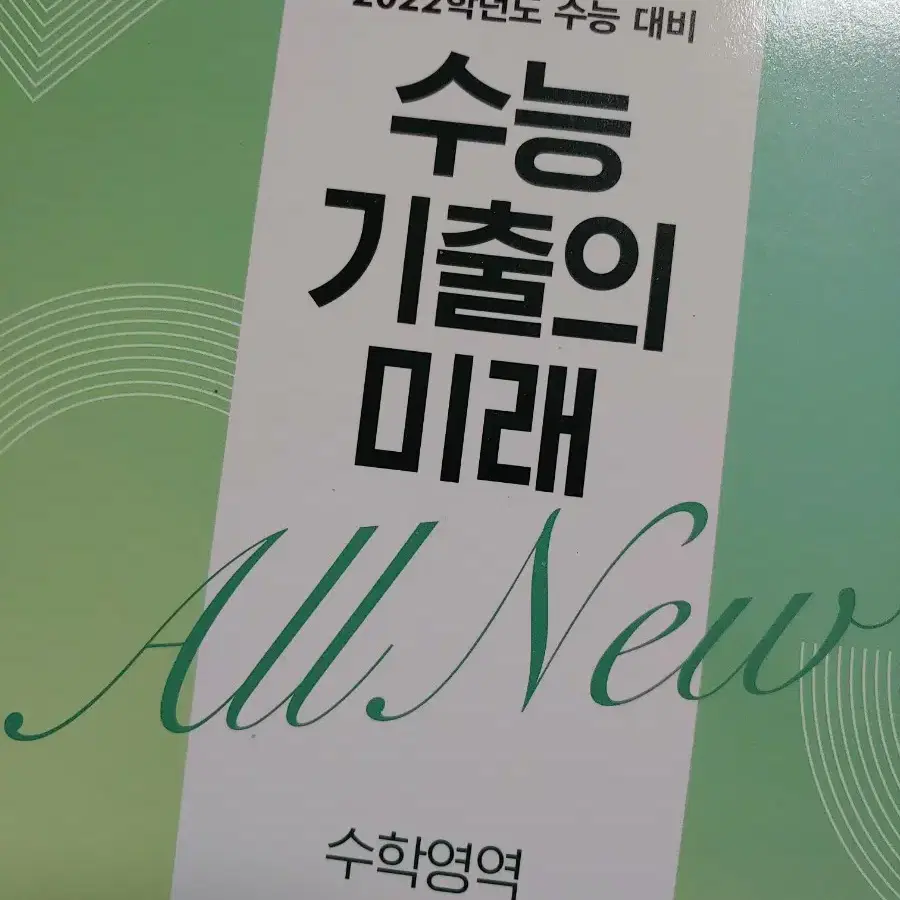 2022학년도 수능 대비
수능
기출의
미래
All New
수학영역